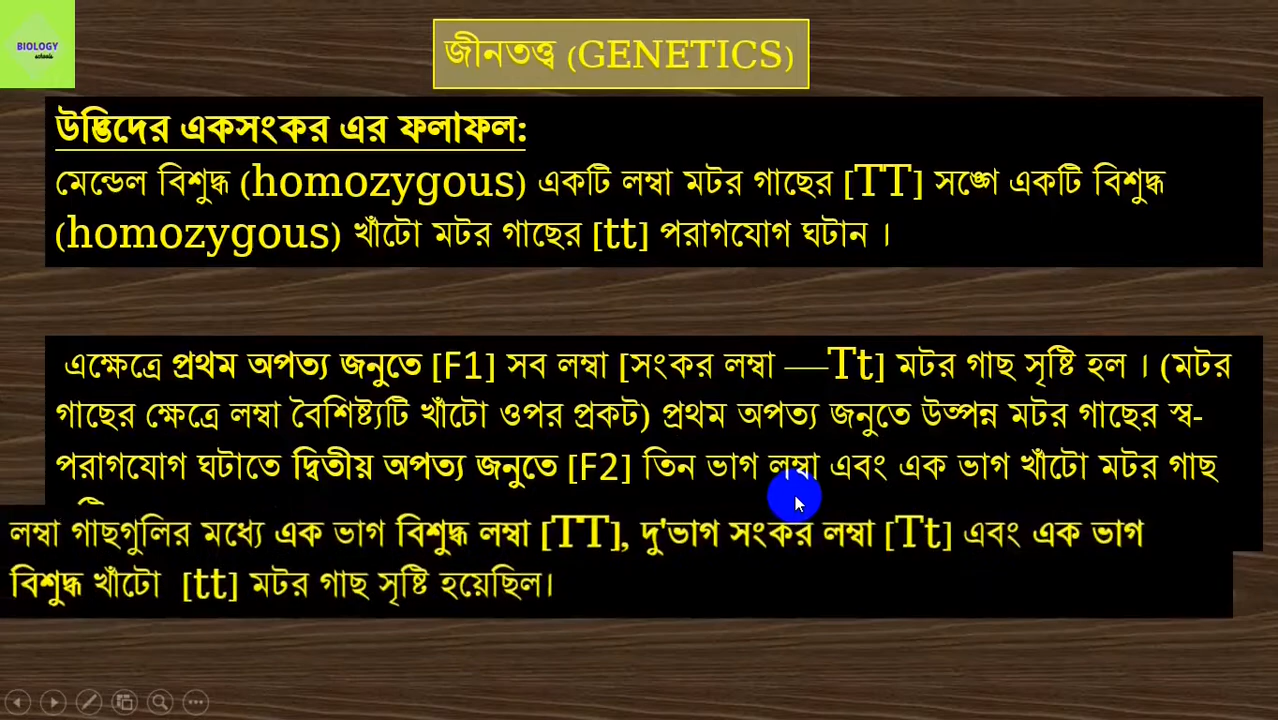 BIOLOGY
schools
জীনতত্ত্ব (GENETICS)
উদ্ভিদের একসংকর এর ফলাফল:
মেন্ডেল বিশুদ্ধ (homozygous) একটি লম্বা মটর গাছের [TT] সঙ্গে একটি বিশুদ্ধ
(homozygous) খাঁটো মটর গাছের [tt] পরাগযোগ ঘটান ।
এক্ষেত্রে প্রথম অপত্য জনুতে [F1] সব লম্বা [সংকর লম্বা —Tt] মটর গাছ সৃষ্টি হল । (মটর
গাছের ক্ষেত্রে লম্বা বৈশিষ্ট্যটি খাঁটো ওপর প্রকট) প্রথম অপত্য জনুতে উত্পন্ন মটর গাছের স্ব-
পরাগযোগ ঘটাতে দ্বিতীয় অপত্য জনুতে [F2] তিন ভাগ লম্বা এবং এক ভাগ খাঁটো মটর গাছ
লম্বা গাছগুলির মধ্যে এক ভাগ বিশুদ্ধ লম্বা [TT], দু'ভাগ সংকর লম্বা [Tt] এবং এক ভাগ
বিশুদ্ধ খাঁটো [tt] মটর গাছ সৃষ্টি হয়েছিল।